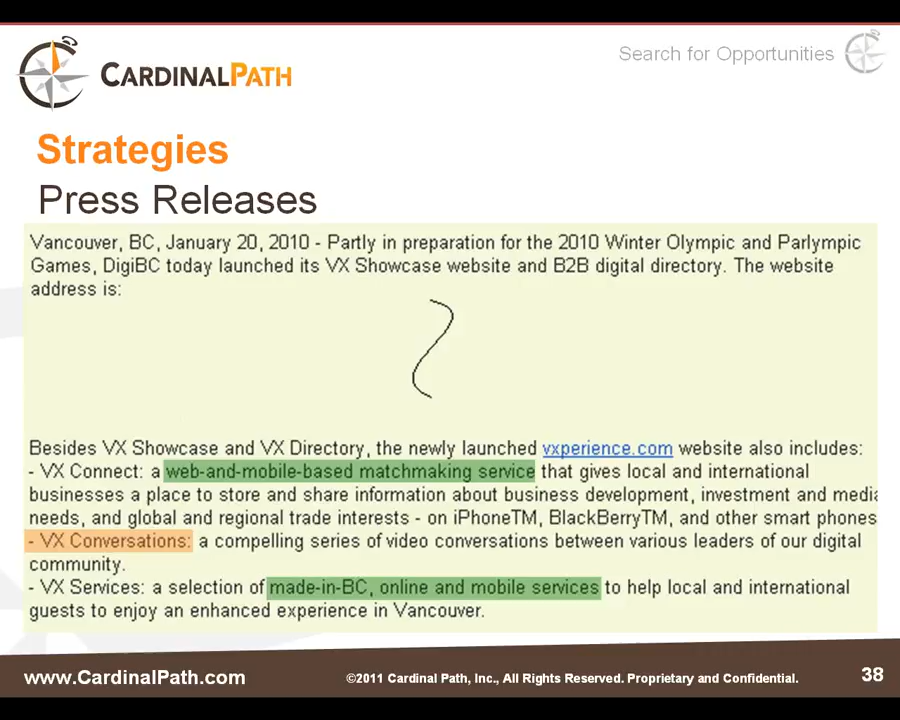 Search for Opportunities
CARDINALPATH
Strategies
Press Releases
Vancouver, BC, January 20, 2010 - Partly in preparation for the 2010 Winter Olympic and Parlympic
Games, DigiBC today launched its VX Showcase website and B2B digital directory. The website
address is:
Besides VX Showcase and VX Directory, the newly launched vxperience.com website also includes:
- VX Connect: a web-and-mobile-based matchmaking service that gives local and international
businesses a place to store and share information about business development, investment and media
needs, and global and regional trade interests - on iPhoneTM, BlackBerryTM, and other smart phones
- VX Conversations: a compelling series of video conversations between various leaders of our digital
community.
- VX Services: a selection of made-in-BC, online and mobile services to help local and international
guests to enjoy an enhanced experience in Vancouver.
www.CardinalPath.com
©2011 Cardinal Path, Inc., All Rights Reserved. Proprietary and Confidential.
38